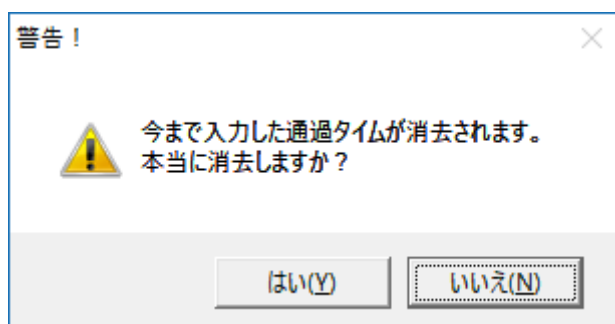 警告！
今まで入力した通過タイムが消去されます。
本当に消去しますか？
はい(Y)
いいえ(N)